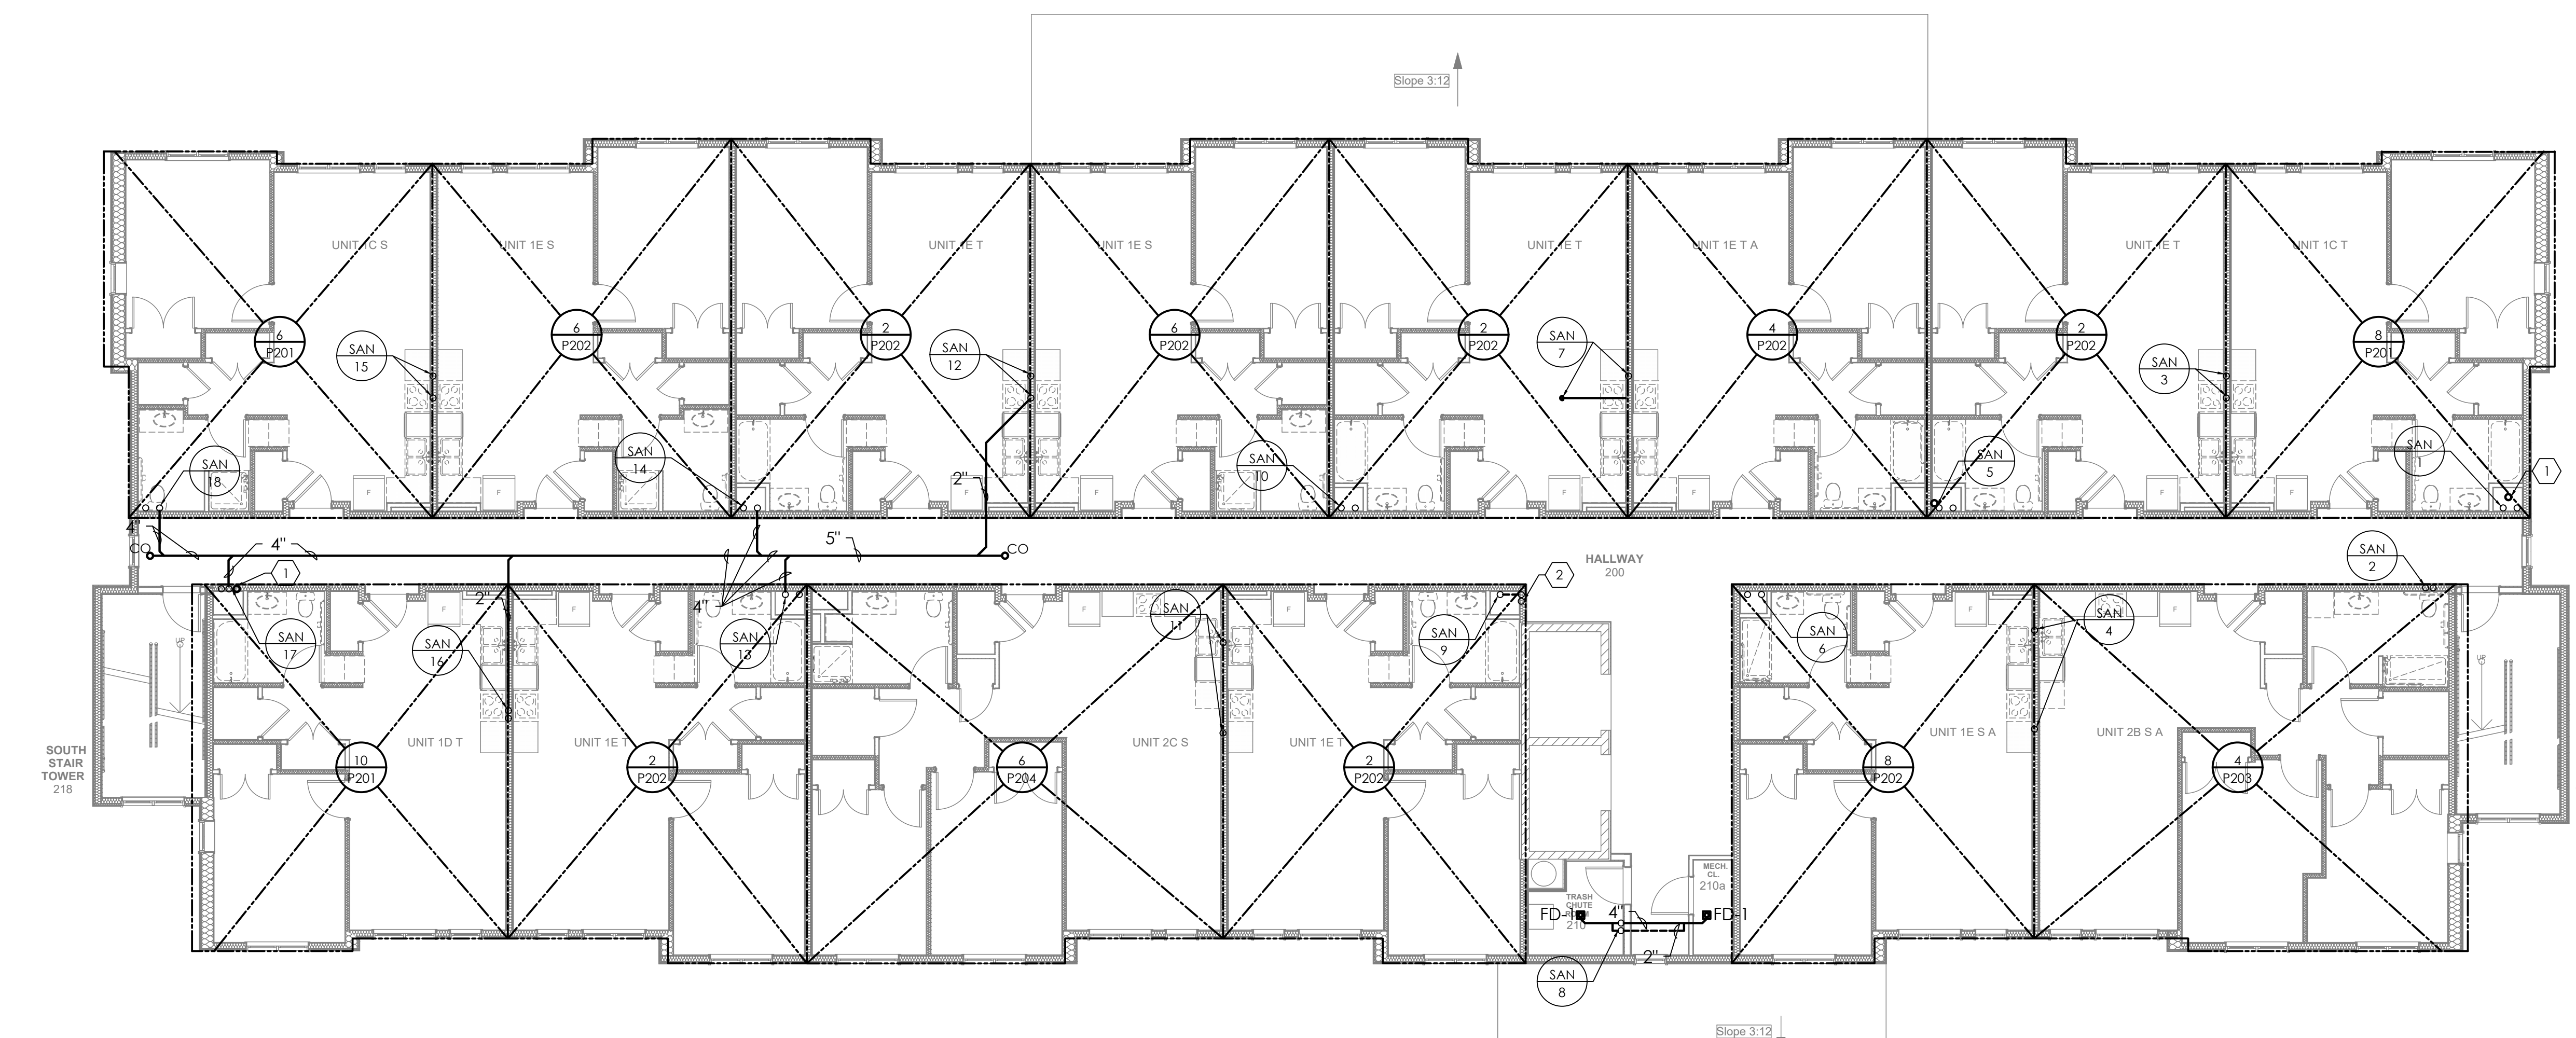 Slope 3:12
UNIT 1C S
UNIT 1E S
UNIT 1E T
UNIT 1E S
UNIT 1E T
UNIT 1E T A
UNIT 1E T
UNIT 1C T
6
P201
SAN
15
6
P202
2
P202
SAN
12
6
P202
2
P202
SAN
7
4
P202
2
P202
SAN
3
8
P201
SAN
18
SAN
14
2"
SAN
10
SAN
5
SAN
1
1
F
F
F
F
F
F
F
F
4"
CO
4"
5"
CO
HALLWAY
200
SAN
2
1
2
2"
4"
F
F
F
F
F
F
SAN
17
SAN
16
SAN
13
SAN
11
SAN
9
SAN
6
SAN
4
UP
UP
SOUTH
STAIR
TOWER
218
UNIT 1D T
UNIT 1E T
UNIT 2C S
UNIT 1E T
UNIT 1E S A
UNIT 2B S A
10
P201
2
P202
6
P204
2
P202
8
P202
4
P203
MECH.
CL.
210a
TRASH
CHUTE
210
FD-1
4"
FD-1
2"
SAN
8
Slope 3:12